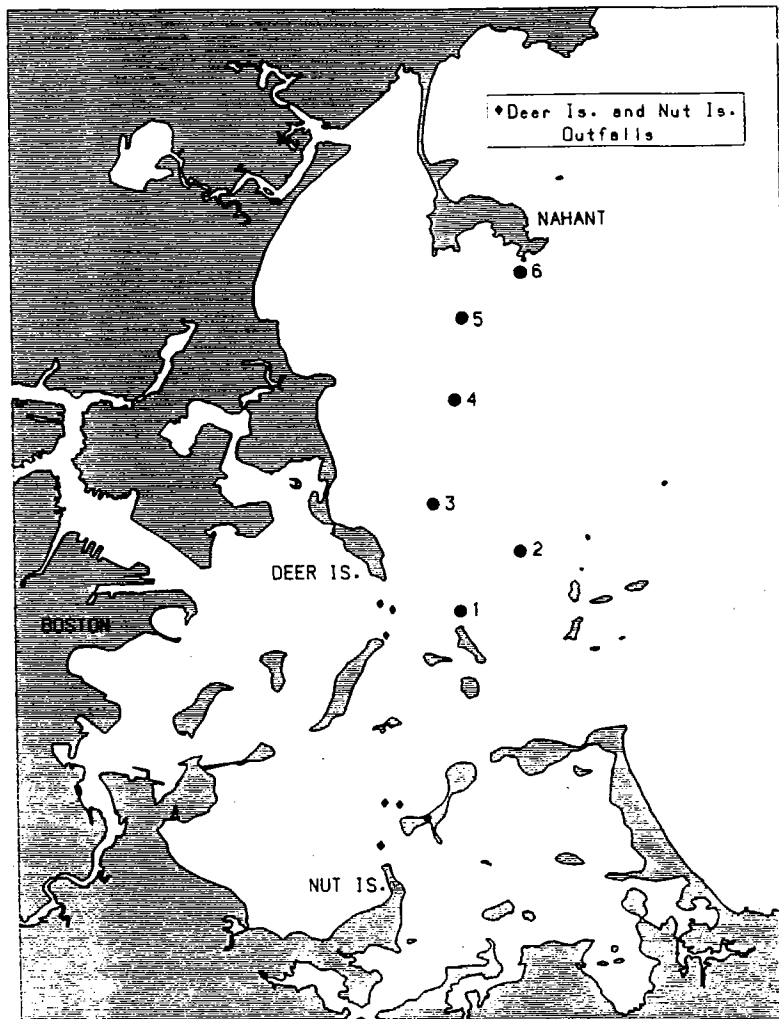 ♦Deer Is. and Nut Is.
Outfalls
NAHANT
6
5
4
3
2
DEER IS.
1
BOSTON
NUT IS.